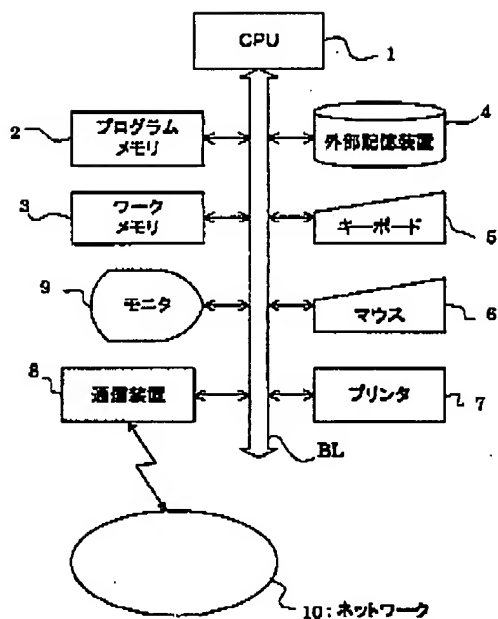 CPU
1
2
プログラム
メモリ
4
外部記憶装置
3
ワーク
メモリ
キーボード
5
9
モニタ
マウス
6
8
通信装置
プリンタ
7
BL
10:ネットワーク